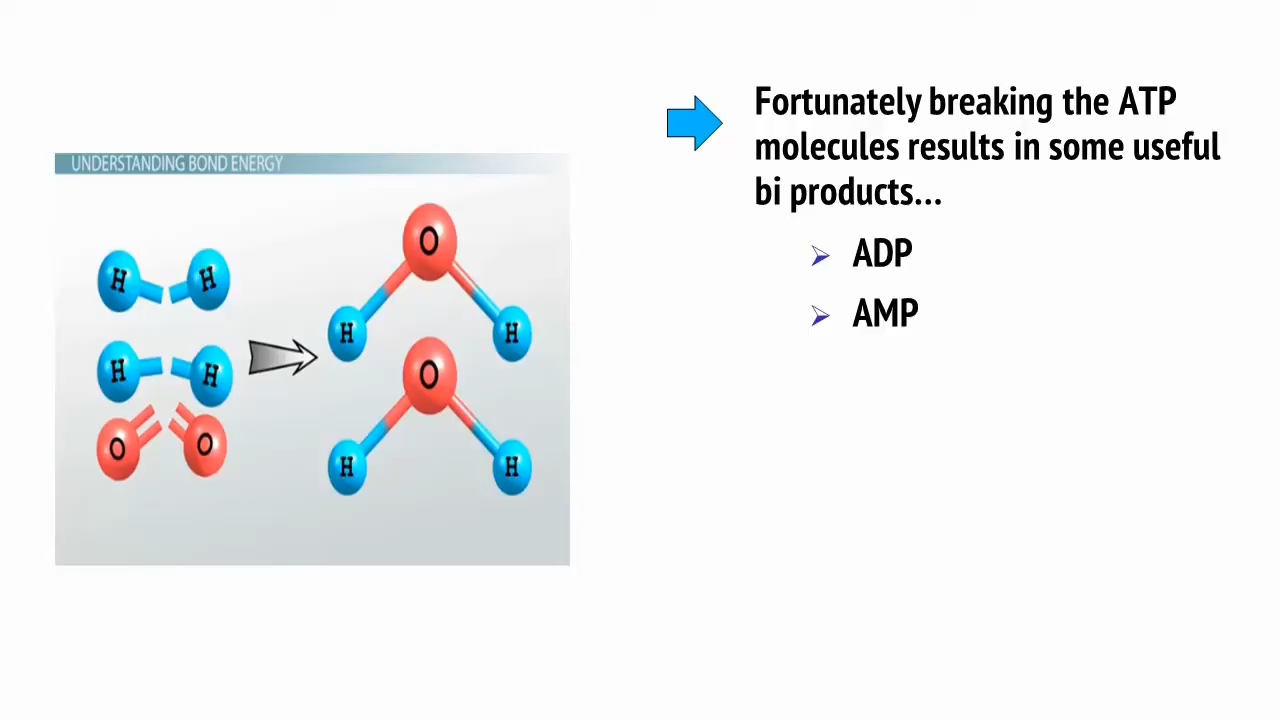 UNDERSTANDING BOND ENERGY
H H
H H
O O
O
H H
O
H H
Fortunately breaking the ATP
molecules results in some useful
bi products...
ADP
AMP